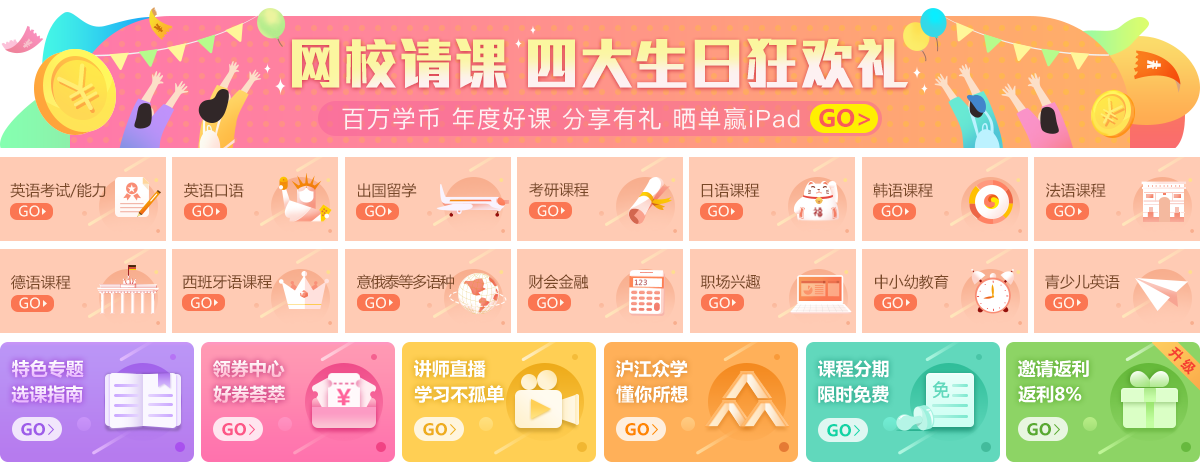 网校请课 四大生日狂欢礼
百万学币 年度好课 分享有礼 晒单赢iPad GO>
英语考试/能力
GO
英语口语
GO
出国留学
GO
考研课程
GO
日语课程
GO
福
韩语课程
GO
法语课程
GO
德语课程
GO
西班牙语课程
GO
意俄泰等多语种
GO
财会金融
GO
123
职场兴趣
GO
中小幼教育
GO
青少儿英语
GO
特色专题
选课指南
GO>
领券中心
好券荟萃
GO>
¥
讲师直播
学习不孤单
GO>
沪江众学
懂你所想
GO>
课程分期
限时免费
GO>
免
邀请返利
返利8%
GO>
升级